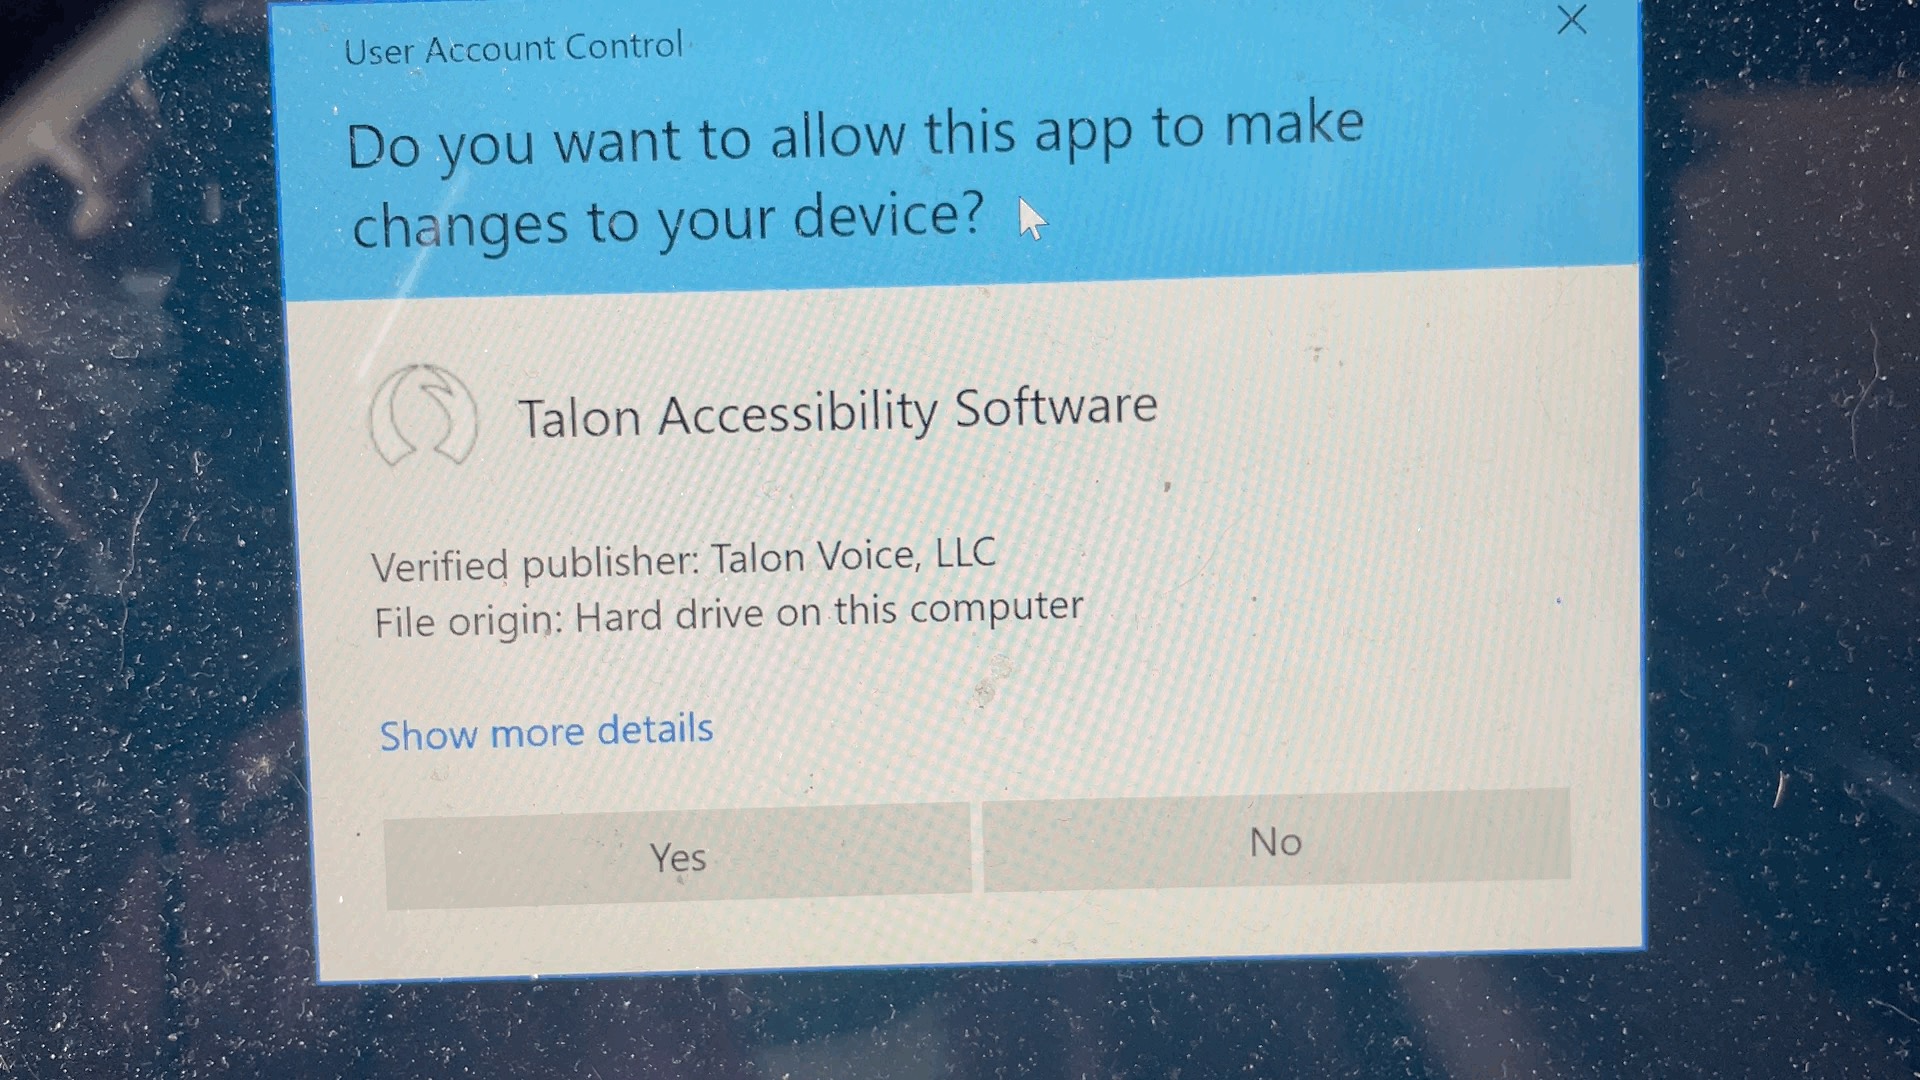 User Account Control
Do you want to allow this app to make
changes to your device?
Talon Accessibility Software
Verified publisher: Talon Voice, LLC
File origin: Hard drive on this computer
Show more details
Yes
No